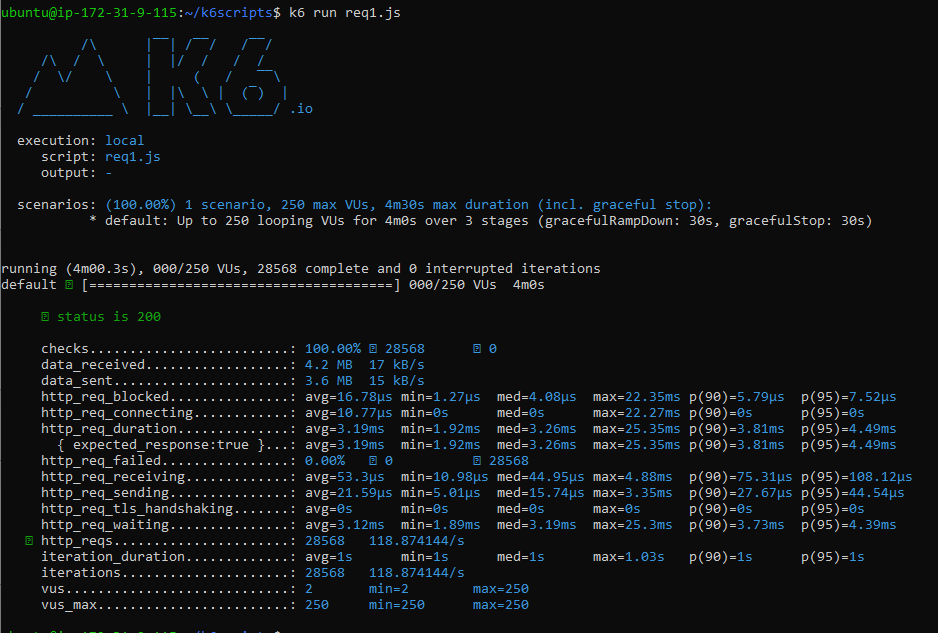 ubuntu@ip-172-31-9-115:~/k6scripts$ k6 run req1.js
K6
.io
execution: local
script: req1.js
output: -
scenarios: (100.00%) 1 scenario, 250 max VUs, 4m30s max duration (incl. graceful stop):
* default: Up to 250 looping VUs for 4m0s over 3 stages (gracefulRampDown: 30s, gracefulStop: 30s)
running (4m00.3s), 000/250 VUs, 28568 complete and 0 interrupted iterations
default [======================================] 000/250 VUs  4m0s
status is 200
checks.........................: 100.00% 28568 0
data_received..................: 4.2 MB  17 kB/s
data_sent......................: 3.6 MB  15 kB/s
http_req_blocked...............: avg=16.78µs min=1.27µs  med=4.08µs  max=22.35ms p(90)=5.79µs  p(95)=7.52µs
http_req_connecting............: avg=10.77µs min=0s      med=0s      max=22.27ms p(90)=0s      p(95)=0s
http_req_duration..............: avg=3.19ms  min=1.92ms  med=3.26ms  max=25.35ms p(90)=3.81ms  p(95)=4.49ms
{ expected_response:true }...: avg=3.19ms  min=1.92ms  med=3.26ms  max=25.35ms p(90)=3.81ms  p(95)=4.49ms
http_req_failed................: 0.00% 0 28568
http_req_receiving.............: avg=53.3µs  min=10.98µs med=44.95µs max=4.88ms  p(90)=75.31µs p(95)=108.12µs
http_req_sending...............: avg=21.59µs min=5.01µs  med=15.74µs max=3.35ms  p(90)=27.67µs p(95)=44.54µs
http_req_tls_handshaking.......: avg=0s      min=0s      med=0s      max=0s      p(90)=0s      p(95)=0s
http_req_waiting...............: avg=3.12ms  min=1.89ms  med=3.19ms  max=25.3ms  p(90)=3.73ms  p(95)=4.39ms
http_reqs......................: 28568   118.874144/s
iteration_duration.............: avg=1s      min=1s      med=1s      max=1.03s   p(90)=1s      p(95)=1s
iterations.....................: 28568   118.874144/s
vus............................: 2       min=2        max=250
vus_max........................: 250     min=250      max=250